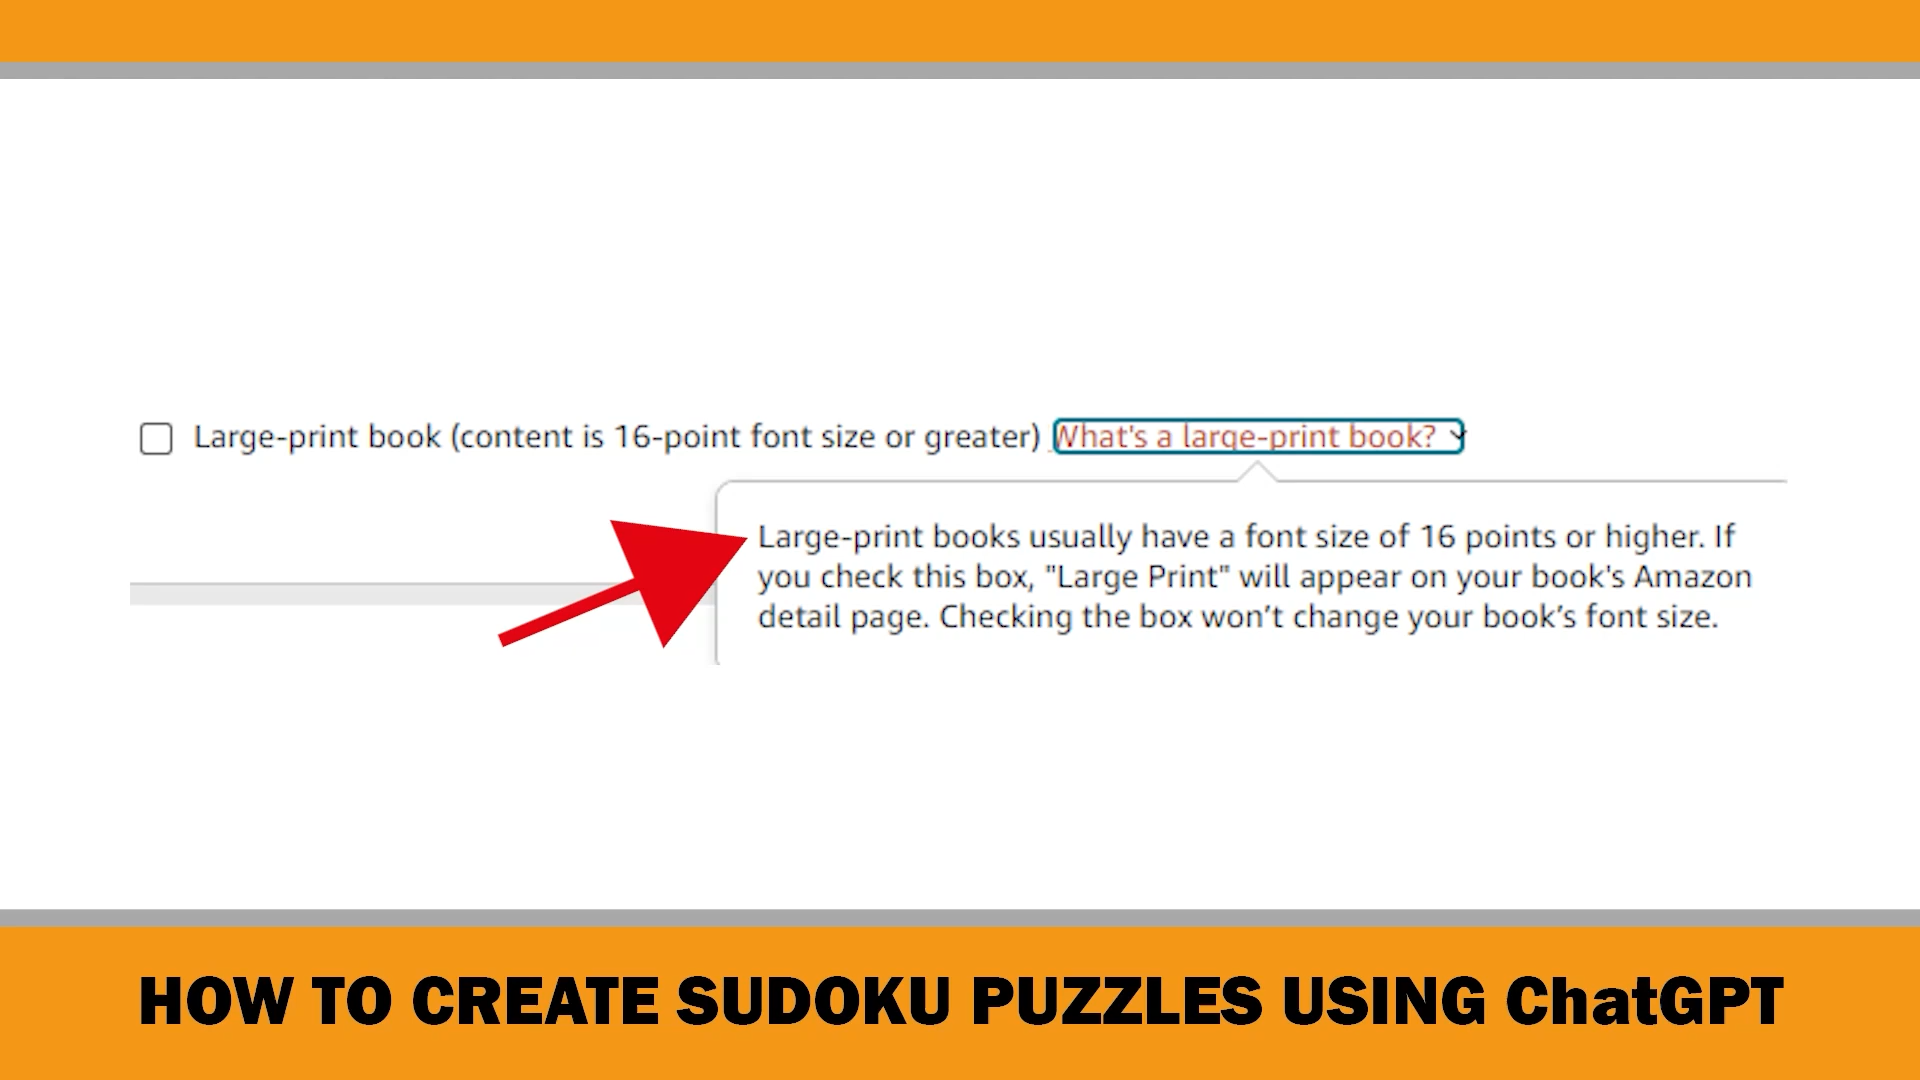 Large-print book (content is 16-point font size or greater) What's a large-print book?
Large-print books usually have a font size of 16 points or higher. If
you check this box, "Large Print" will appear on your book's Amazon
detail page. Checking the box won’t change your book’s font size.
HOW TO CREATE SUDOKU PUZZLES USING ChatGPT